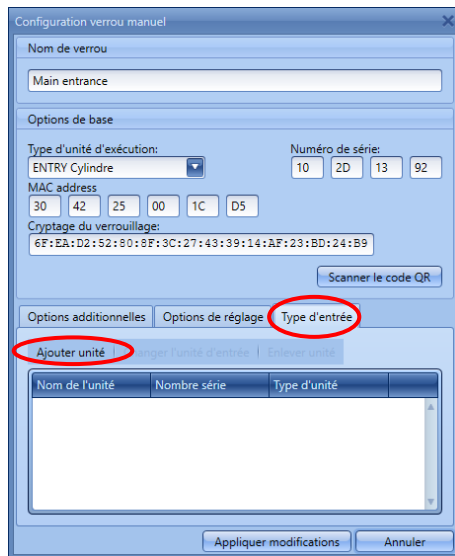 Configuration verrou manuel
Nom de verrou
Main entrance
Options de base
Type d'unité d'exécution: Numéro de série:
ENTRY Cylindre 10 2D 13 92
MAC address
30 42 25 00 1C D5
Cryptage du verrouillage:
6F:EA:D2:52:80:8F:3C:27:43:39:14:AF:23:BD:24:B9
Scanner le code QR
Options additionnelles Options de réglage Type d'entrée
Ajouter unité Changer l'unité d'entrée Enlever unité
Nom de l'unité Nombre série Type d'unité
Appliquer modifications Annuler